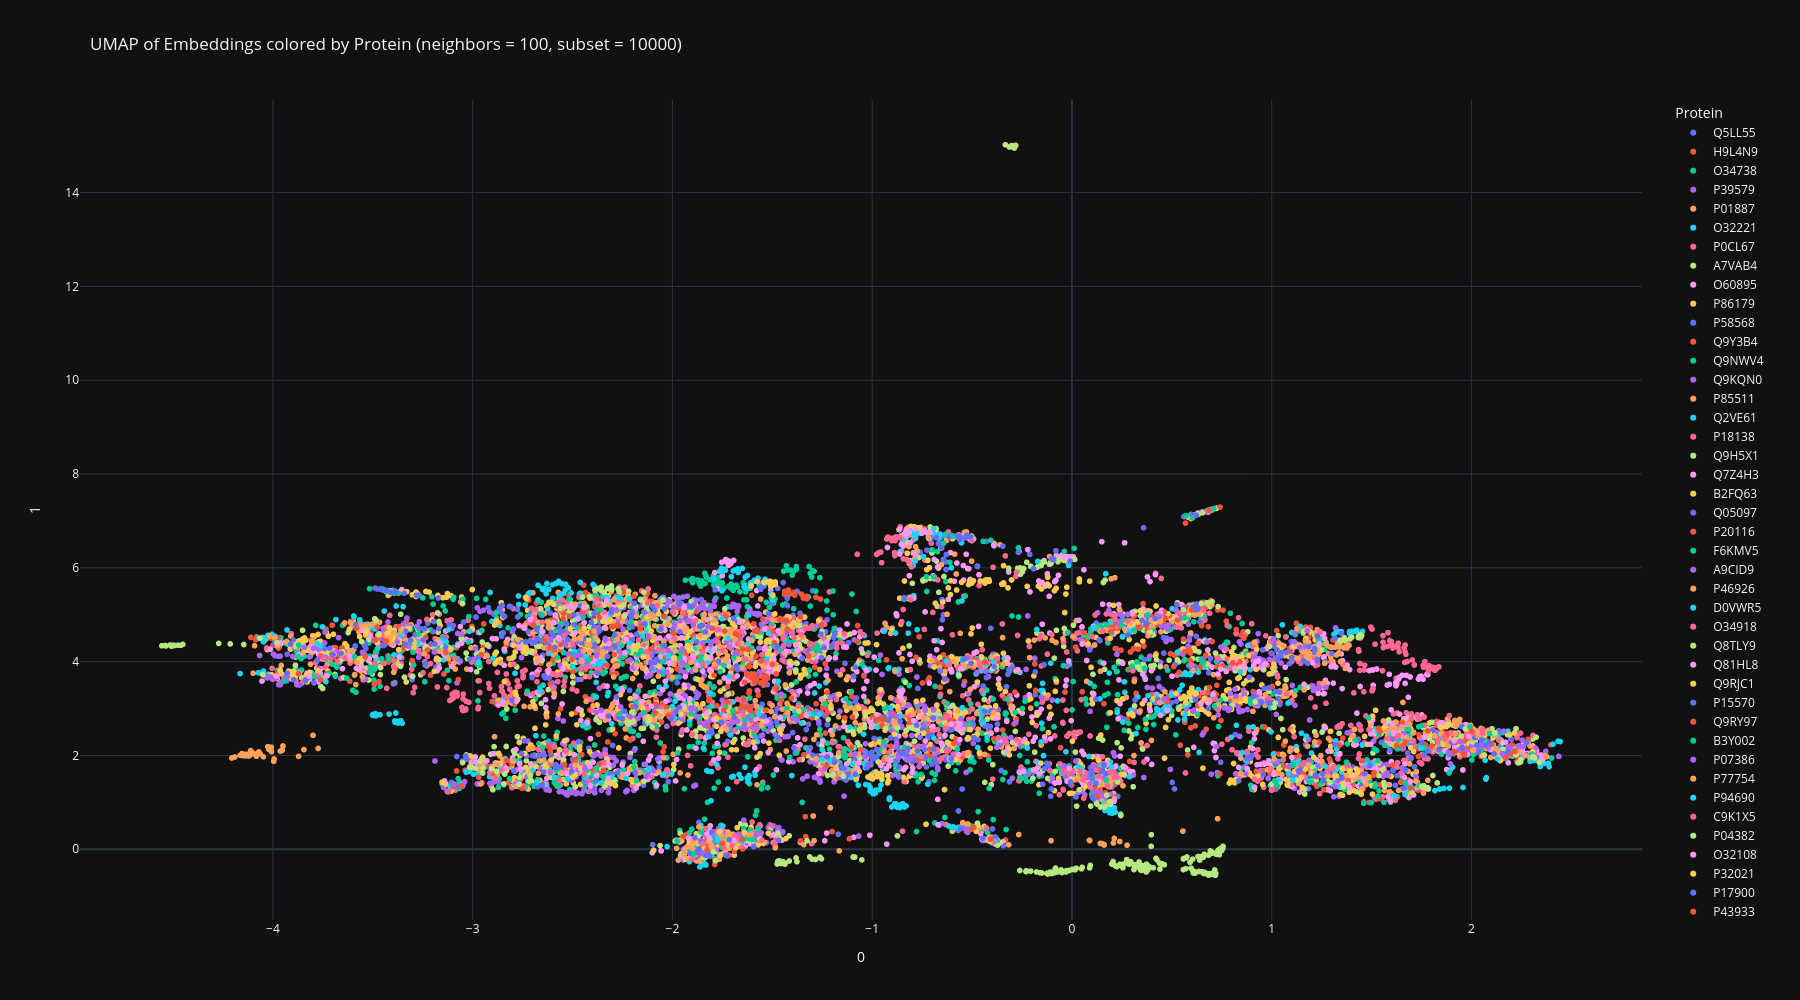 UMAP of Embeddings colored by Protein (neighbors = 100, subset = 10000)
Protein
Q5LL55
H9L4N9
O34738
P39579
P01887
O32221
P0CL67
A7VAB4
O60895
P86179
P58568
Q9Y3B4
Q9NWV4
Q9KQN0
P85511
Q2VE61
P18138
Q9H5X1
Q7Z4H3
B2FQ63
Q05097
P20116
F6KMV5
A9CID9
P46926
D0VWR5
O34918
Q8TLY9
Q81HL8
Q9RJC1
P15570
Q9RY97
B3Y002
P07386
P77754
P94690
C9K1X5
P04382
O32108
P32021
P17900
P43933
14
12
10
8
6
4
2
0
1
−4
−3
−2
−1
0
1
2
0